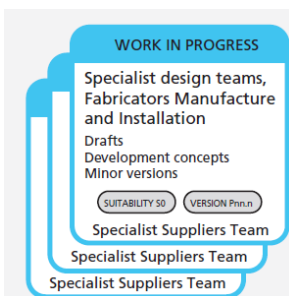 WORK IN PROGRESS
Specialist design teams,
Fabricators Manufacture
and Installation
Drafts
Development concepts
Minor versions
SUITABILITY S0 VERSION Pnn.n
Specialist Suppliers Team
Specialist Suppliers Team
Specialist Suppliers Team